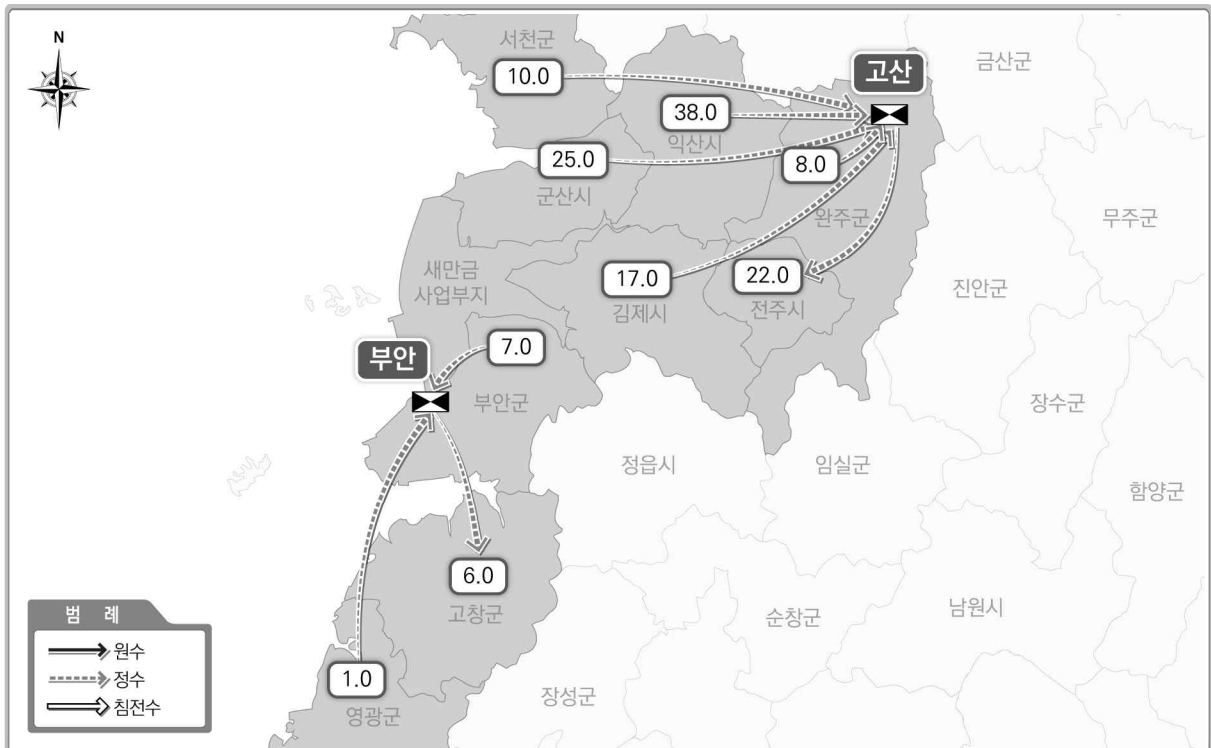 N
서천군
10.0
고산
금산군
38.0
익산시
25.0
군산시
8.0
완주군
무주군
새만금
사업부지
17.0
김제시
22.0
전주시
진안군
부안
7.0
부안군
장수군
정읍시
임실군
함양군
6.0
고창군
순창군
남원시
범 례
원수
정수
침전수
1.0
영광군
장성군